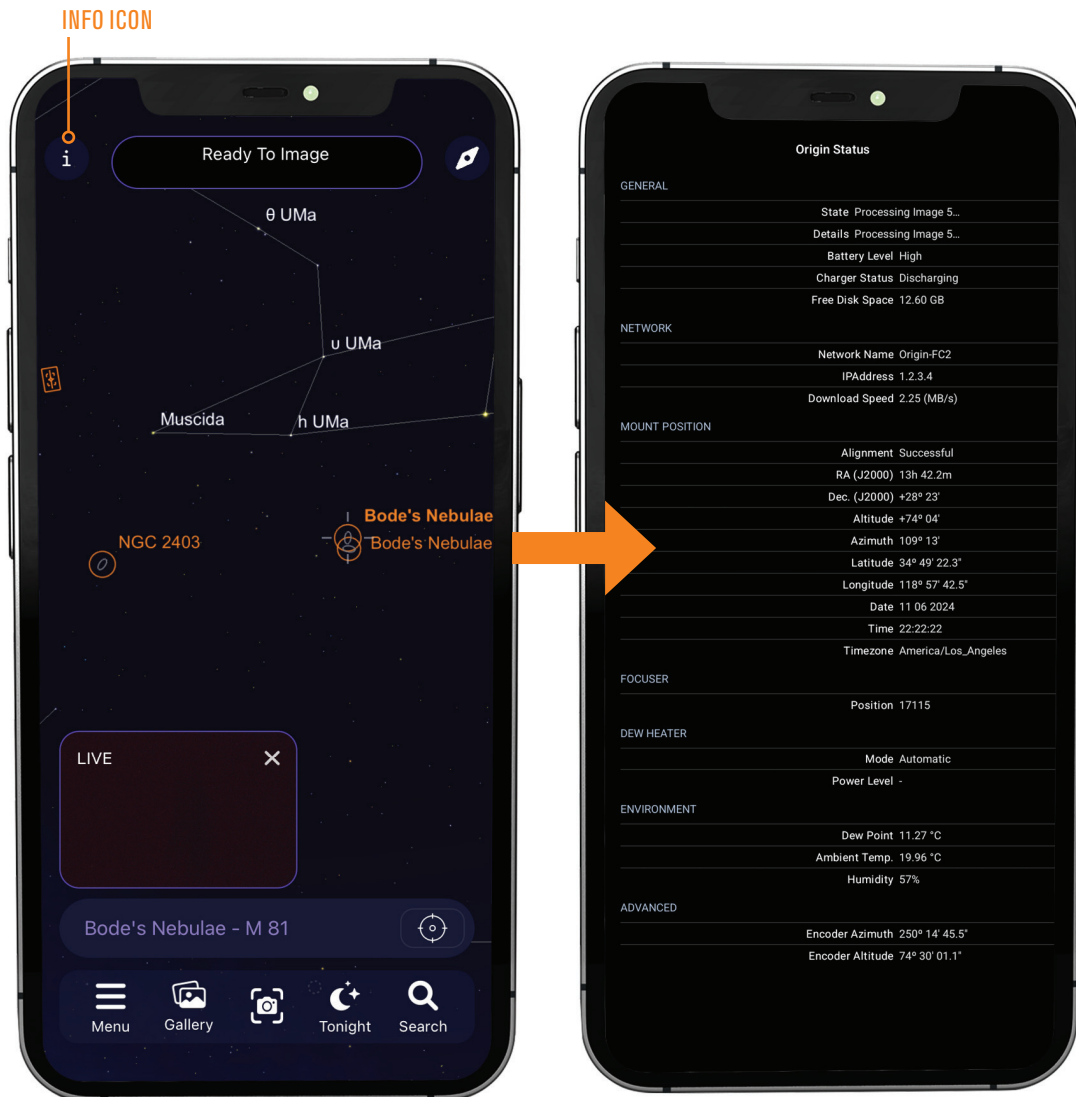 INFO ICON
i
Ready To Image
θ UMa
υ UMa
Muscida
h UMa
Bode's Nebulae
NGC 2403
Bode's Nebulae
LIVE
Bode's Nebulae - M 81
Menu
Gallery
Tonight
Search
Origin Status
GENERAL
State Processing Image 5...
Details Processing Image 5...
Battery Level High
Charger Status Discharging
Free Disk Space 12.60 GB
NETWORK
Network Name Origin-FC2
IPAddress 1.2.3.4
Download Speed 2.25 (MB/s)
MOUNT POSITION
Alignment Successful
RA (J2000) 13h 42.2m
Dec. (J2000) +28º 23'
Altitude +74º 04'
Azimuth 109º 13'
Latitude 34º 49' 22.3"
Longitude 118º 57' 42.5"
Date 11 06 2024
Time 22:22:22
Timezone America/Los_Angeles
FOCUSER
Position 17115
DEW HEATER
Mode Automatic
Power Level -
ENVIRONMENT
Dew Point 11.27 °C
Ambient Temp. 19.96 °C
Humidity 57%
ADVANCED
Encoder Azimuth 250º 14' 45.5"
Encoder Altitude 74º 30' 01.1"